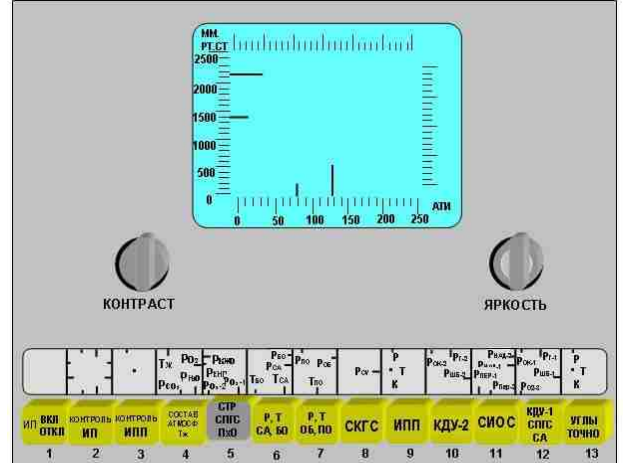 ММ.
РТ.СТ
2500
2000
1500
1000
500
0
АТИ
0 50 100 150 200 250
КОНТРАСТ
ЯРКОСТЬ
ИП ВКЛ ОТКЛ
КОНТРОЛЬ ИП
КОНТРОЛЬ ИПП
СОСТАВ АТМОСФ Тж
СТР СПГС ПхО
Р, Т СА, БО
Р, Т ОБ, ПО
СКГС
ИПП
КДУ-2
СИОС
КДУ-1 СПГС СА
УГЛЫ ТОЧНО
1 2 3 4 5 6 7 8 9 10 11 12 13